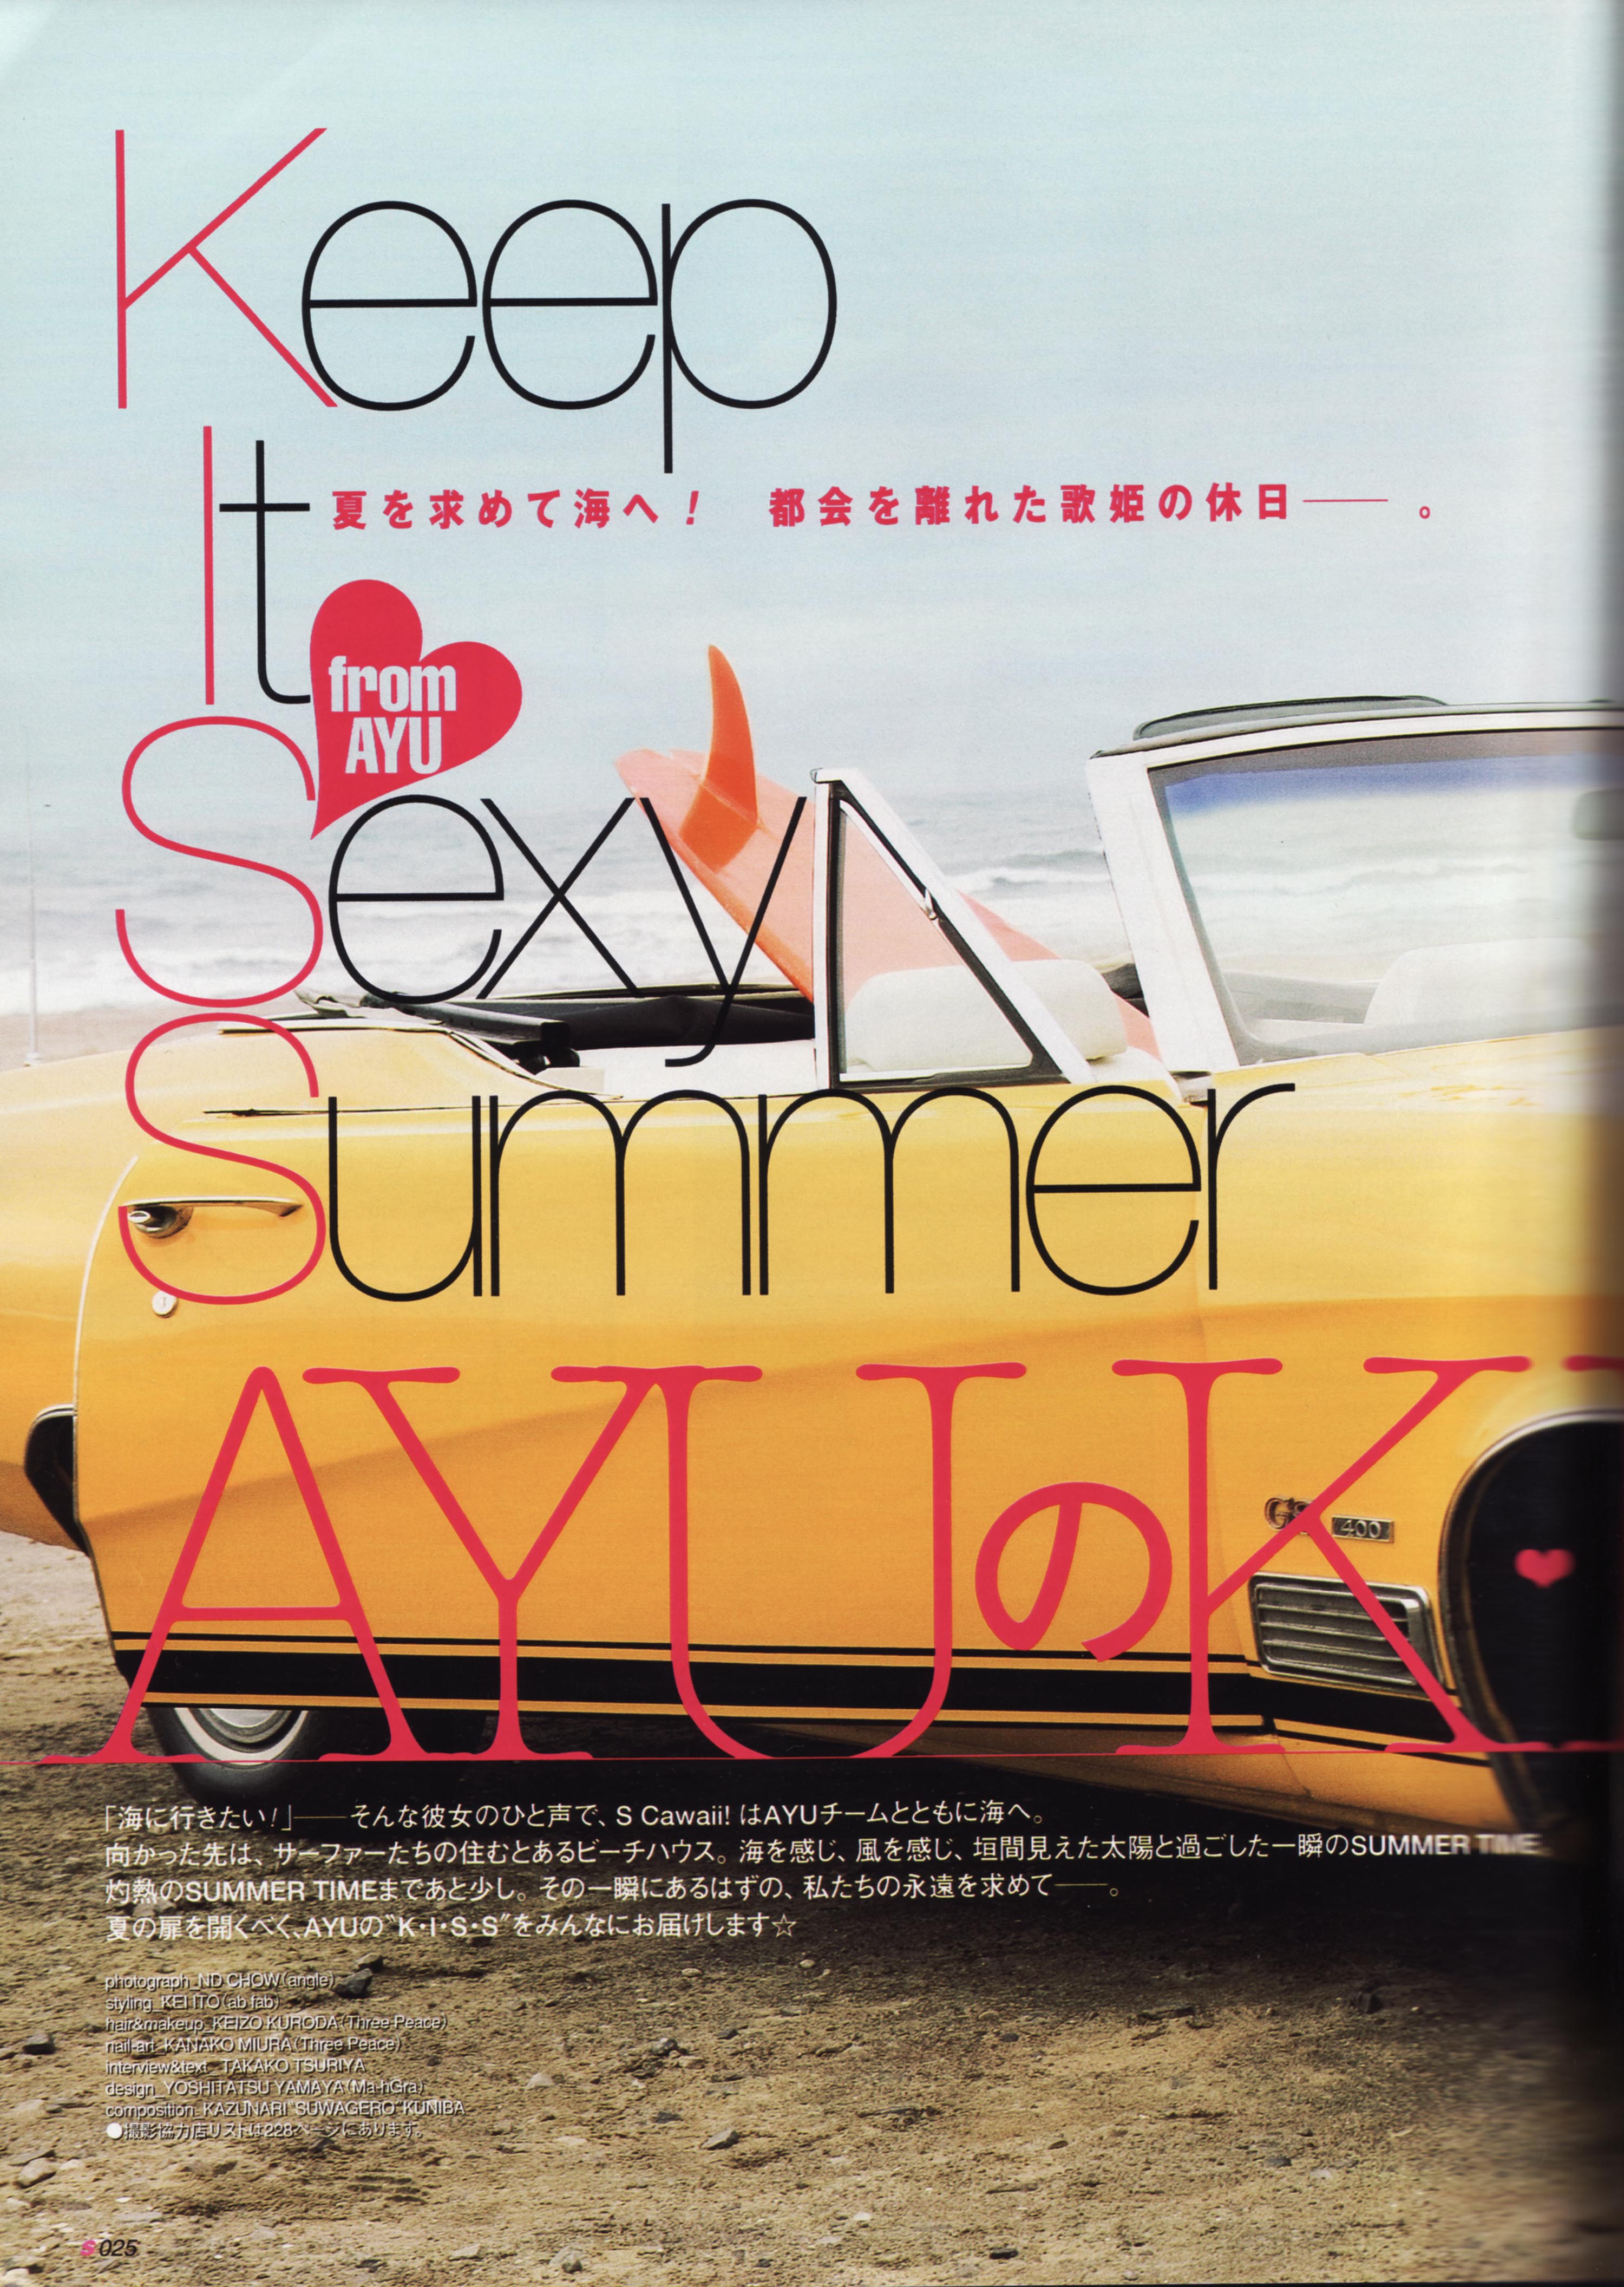 Keep
It
夏を求めて海へ！　都会を離れた歌姫の休日──。
from
AYU
Sexy
Summer
AYUのK
GS 400
「海に行きたい！」──そんな彼女のひと声で、S Cawaii! はAYUチームとともに海へ。
向かった先は、サーファーたちの住むとあるビーチハウス。海を感じ、風を感じ、垣間見えた太陽と過ごした一瞬のSUMMER TIME。
灼熱のSUMMER TIMEまであと少し。その一瞬にあるはずの、私たちの永遠を求めて──。
夏の扉を開くべく、AYUの〝K・I・S・S〟をみんなにお届けします☆
photograph_ND CHOW(angle)
styling_KEI ITO(ab fab)
hair&makeup_KEIZO KURODA(Three Peace)
nail-art_KANAKO MIURA(Three Peace)
interview&text_TAKAKO TSURIYA
design_YOSHITATSU YAMAYA(Ma-hGra)
composition_KAZUNARI "SUWAGERO" KUNIBA
●撮影協力店リストは228ページにあります。
S 025